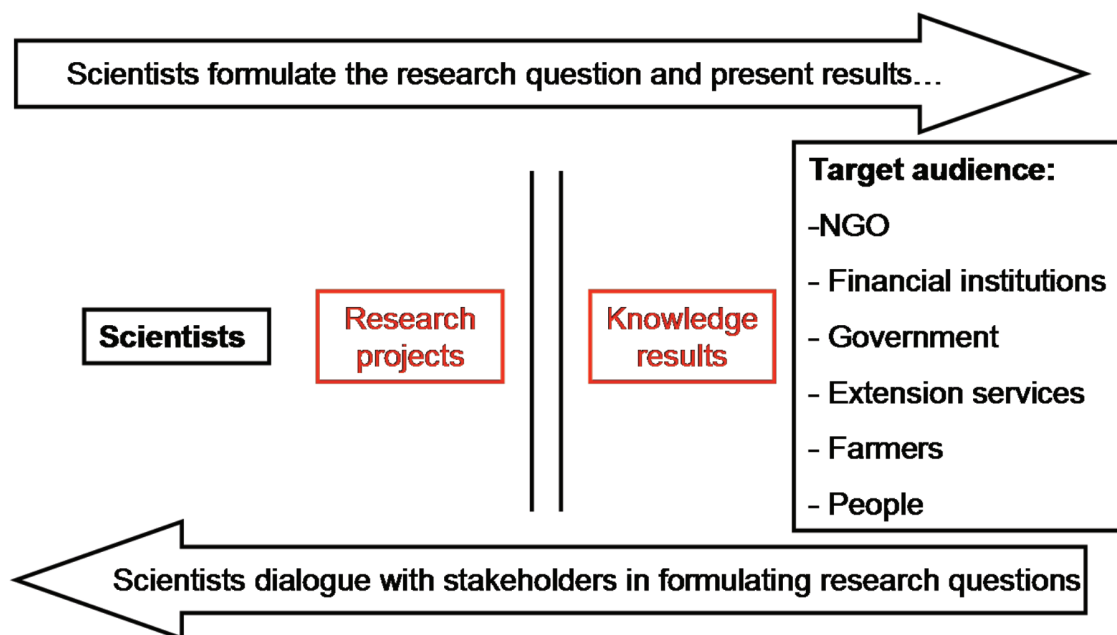 Scientists formulate the research question and present results…
Target audience:
-NGO
- Financial institutions
- Government
- Extension services
- Farmers
- People
Scientists
Research
projects
Knowledge
results
Scientists dialogue with stakeholders in formulating research questions